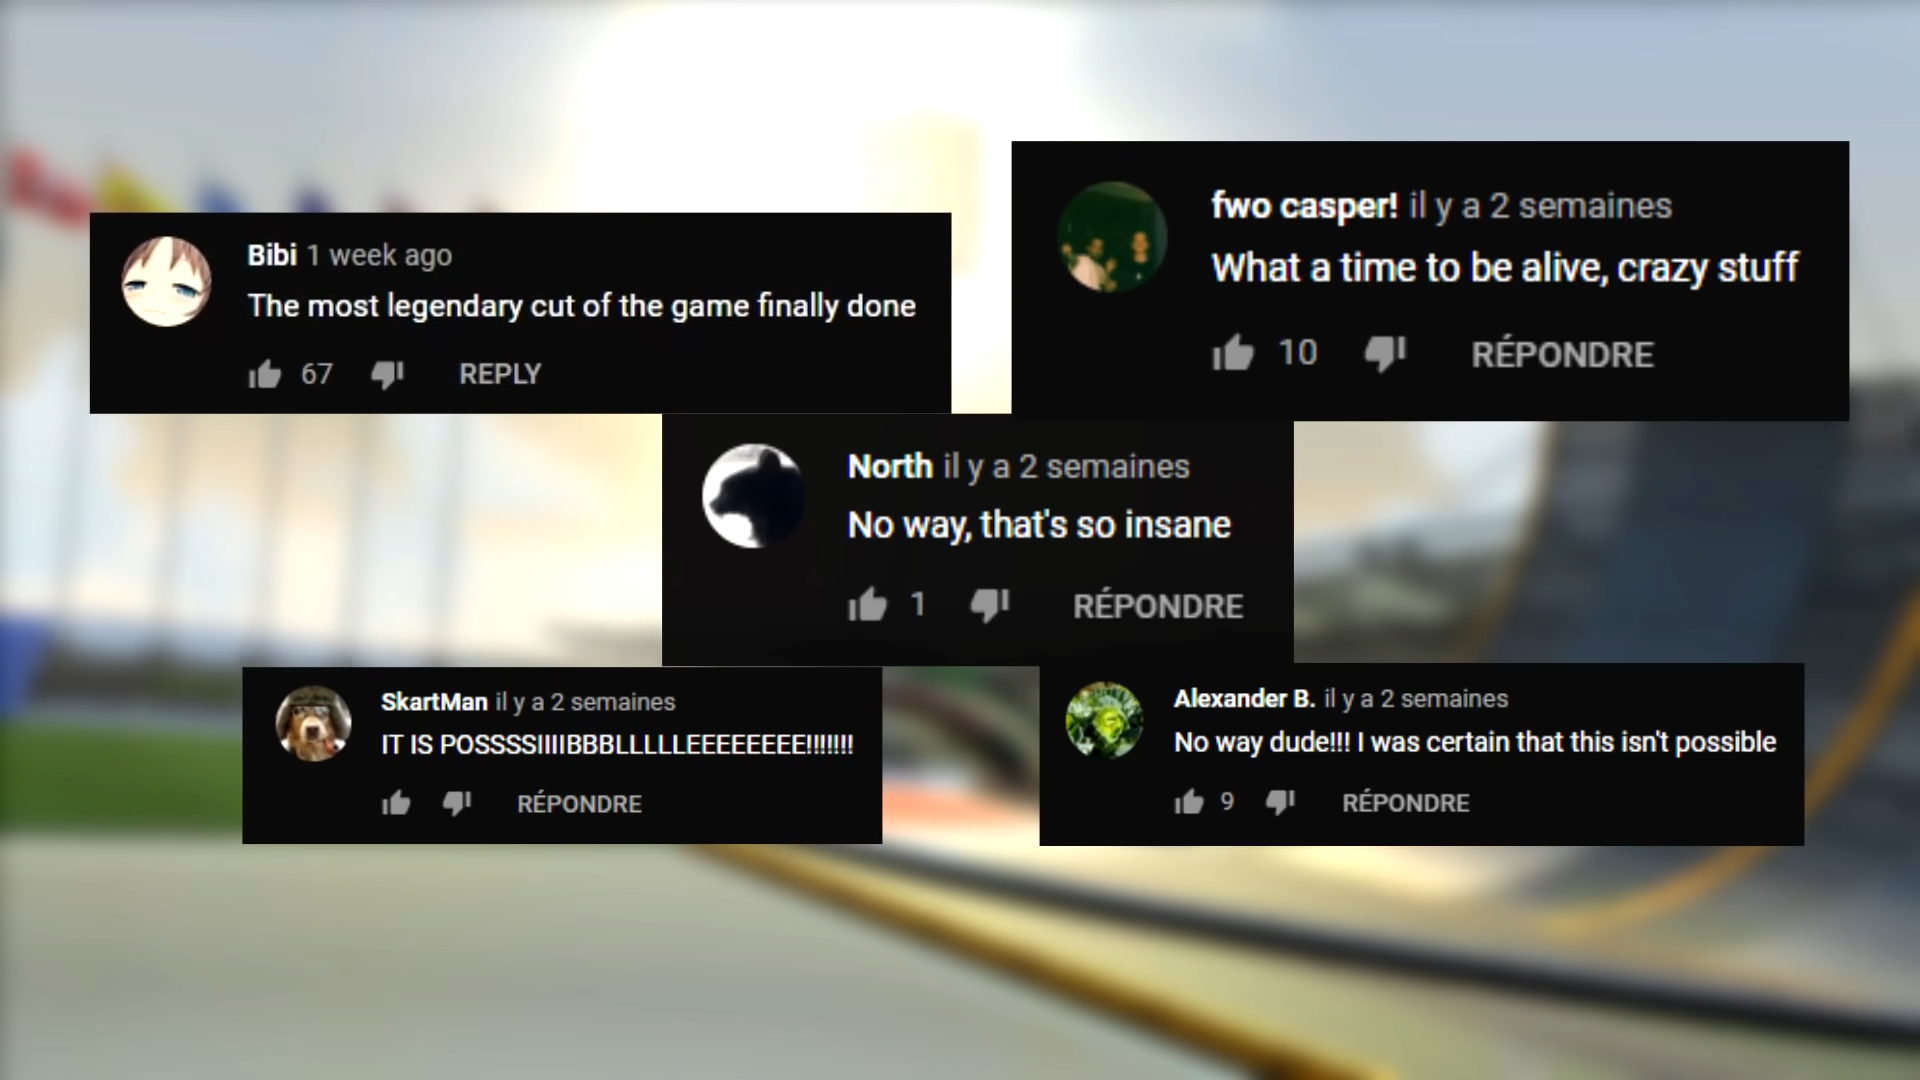 Bibi 1 week ago
The most legendary cut of the game finally done
67 REPLY
fwo casper! il y a 2 semaines
What a time to be alive, crazy stuff
10 RÉPONDRE
North il y a 2 semaines
No way, that's so insane
1 RÉPONDRE
SkartMan il y a 2 semaines
IT IS POSSSSIIIIBBBLLLLLEEEEEEEEE!!!!!!!
RÉPONDRE
Alexander B. il y a 2 semaines
No way dude!!! I was certain that this isn't possible
9 RÉPONDRE